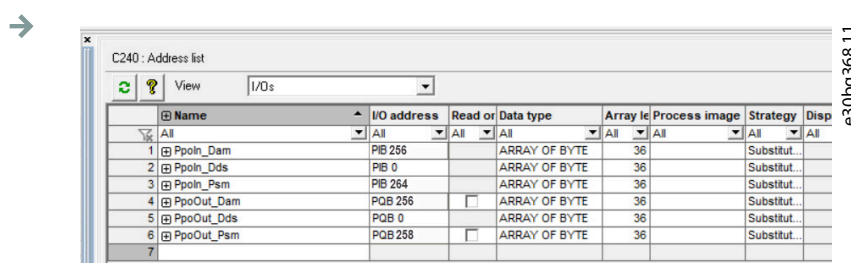 C240 : Address list
View I/Os
Name I/O address Read or Data type Array le Process image Strategy Disp
All All All All All All All All
1 PpoIn_Dam PIB 256 ARRAY OF BYTE 36 Substitut...
2 PpoIn_Dds PIB 0 ARRAY OF BYTE 36 Substitut...
3 PpoIn_Psm PIB 264 ARRAY OF BYTE 36 Substitut...
4 PpoOut_Dam PQB 256 ARRAY OF BYTE 36 Substitut...
5 PpoOut_Dds PQB 0 ARRAY OF BYTE 36 Substitut...
6 PpoOut_Psm PQB 258 ARRAY OF BYTE 36 Substitut...
7